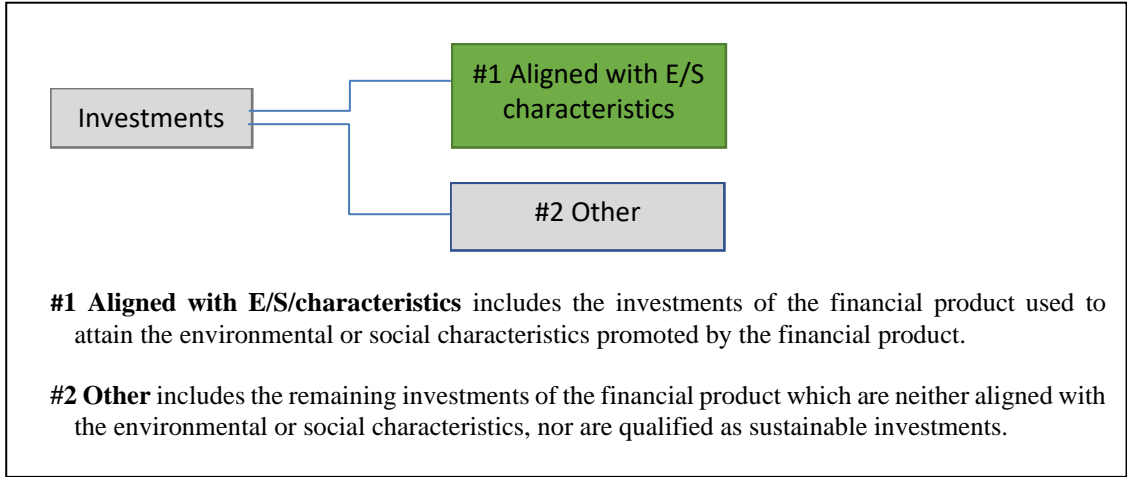 #1 Aligned with E/S
characteristics
Investments
#2 Other
#1 Aligned with E/S/characteristics includes the investments of the financial product used to
attain the environmental or social characteristics promoted by the financial product.
#2 Other includes the remaining investments of the financial product which are neither aligned with
the environmental or social characteristics, nor are qualified as sustainable investments.